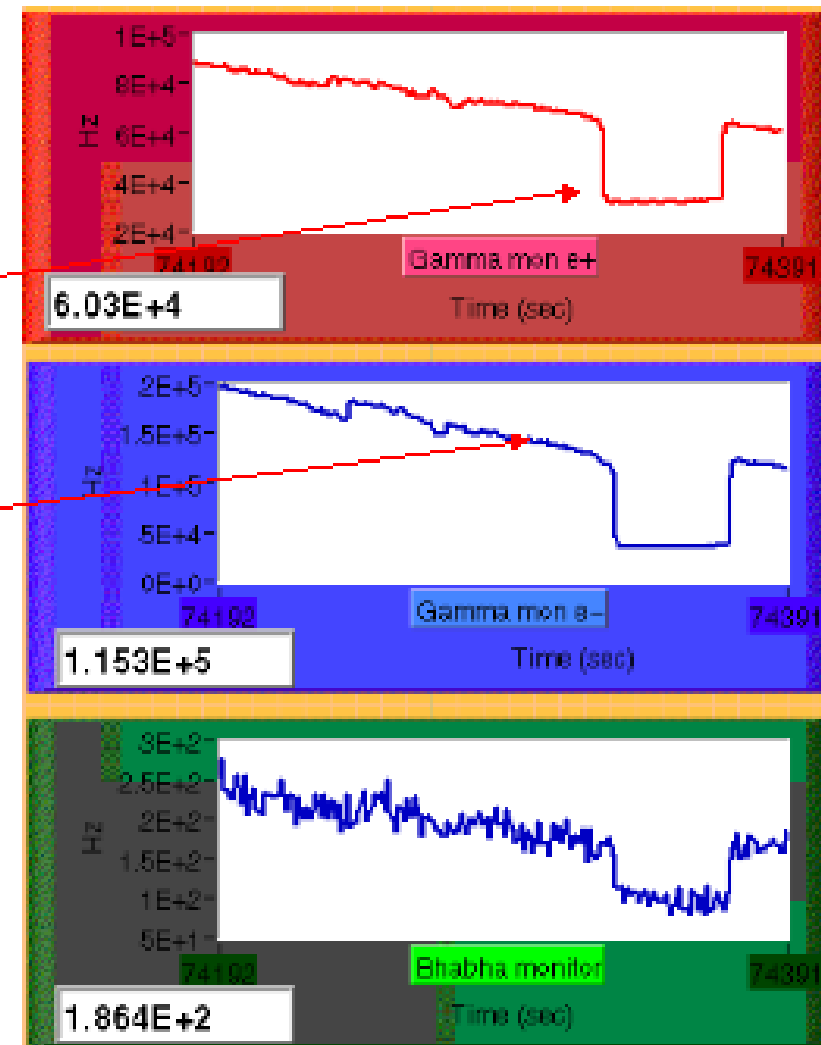 1E+5
8E+4
6E+4
4E+4
2E+4
Hz
74192
Gamma mon e+
74391
6.03E+4
Time (sec)
2E+5
1.5E+5
1E+5
5E+4
0E+0
Hz
74192
Gamma mon e-
74391
1.153E+5
Time (sec)
3E+2
2.5E+2
2E+2
1.5E+2
1E+2
5E+1
Hz
74192
Bhabha monitor
74391
1.864E+2
Time (sec)